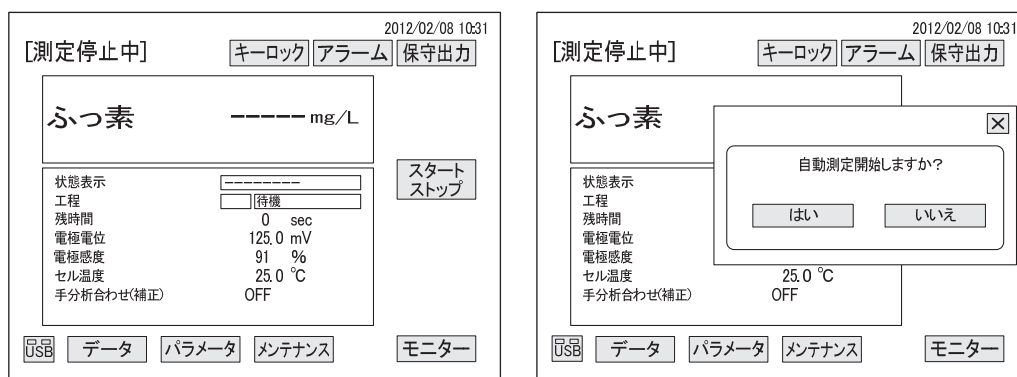 2012/02/08 10:31
[測定停止中] キーロック アラーム 保守出力
ふっ素 ----- mg/L
状態表示 --------
工程 待機
残時間 0 sec
電極電位 125.0 mV
電極感度 91 %
セル温度 25.0 ℃
手分析合わせ(補正) OFF
スタート
ストップ
USB データ パラメータ メンテナンス モニター
2012/02/08 10:31
[測定停止中] キーロック アラーム 保守出力
ふっ素
自動測定開始しますか?
はい いいえ
状態表示
工程
残時間
電極電位
電極感度
セル温度 25.0 ℃
手分析合わせ(補正) OFF
USB データ パラメータ メンテナンス モニター